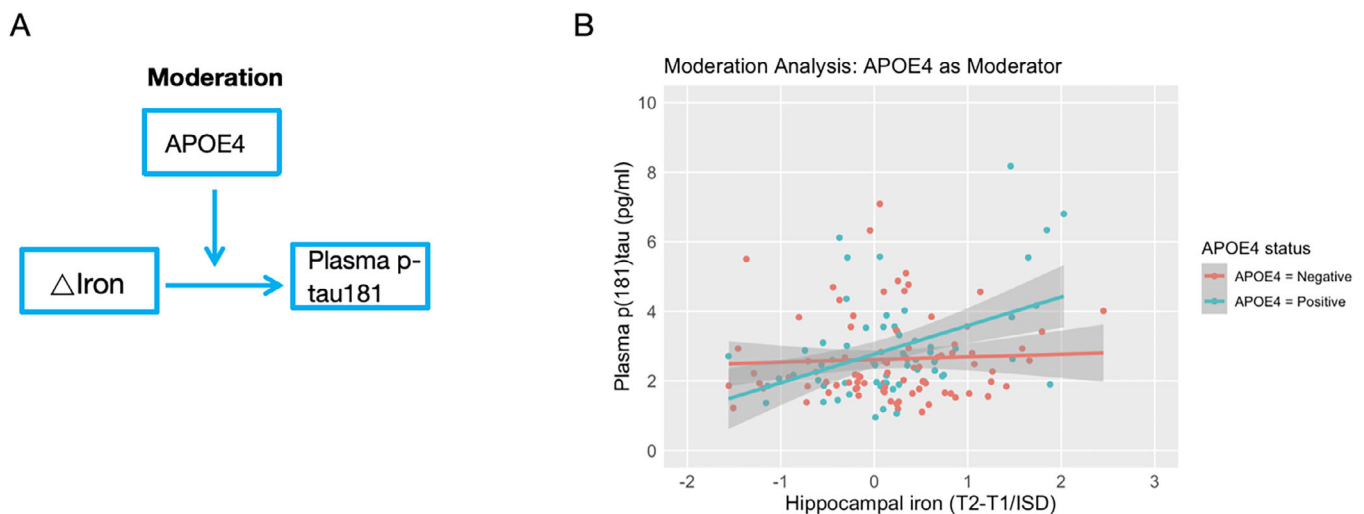 A
Moderation
APOE4
△Iron
Plasma p-
tau181
B
Moderation Analysis: APOE4 as Moderator
Plasma p(181)tau (pg/ml)
10
8
6
4
2
0
-2
-1
0
1
2
3
Hippocampal iron (T2-T1/ISD)
APOE4 status
APOE4 = Negative
APOE4 = Positive